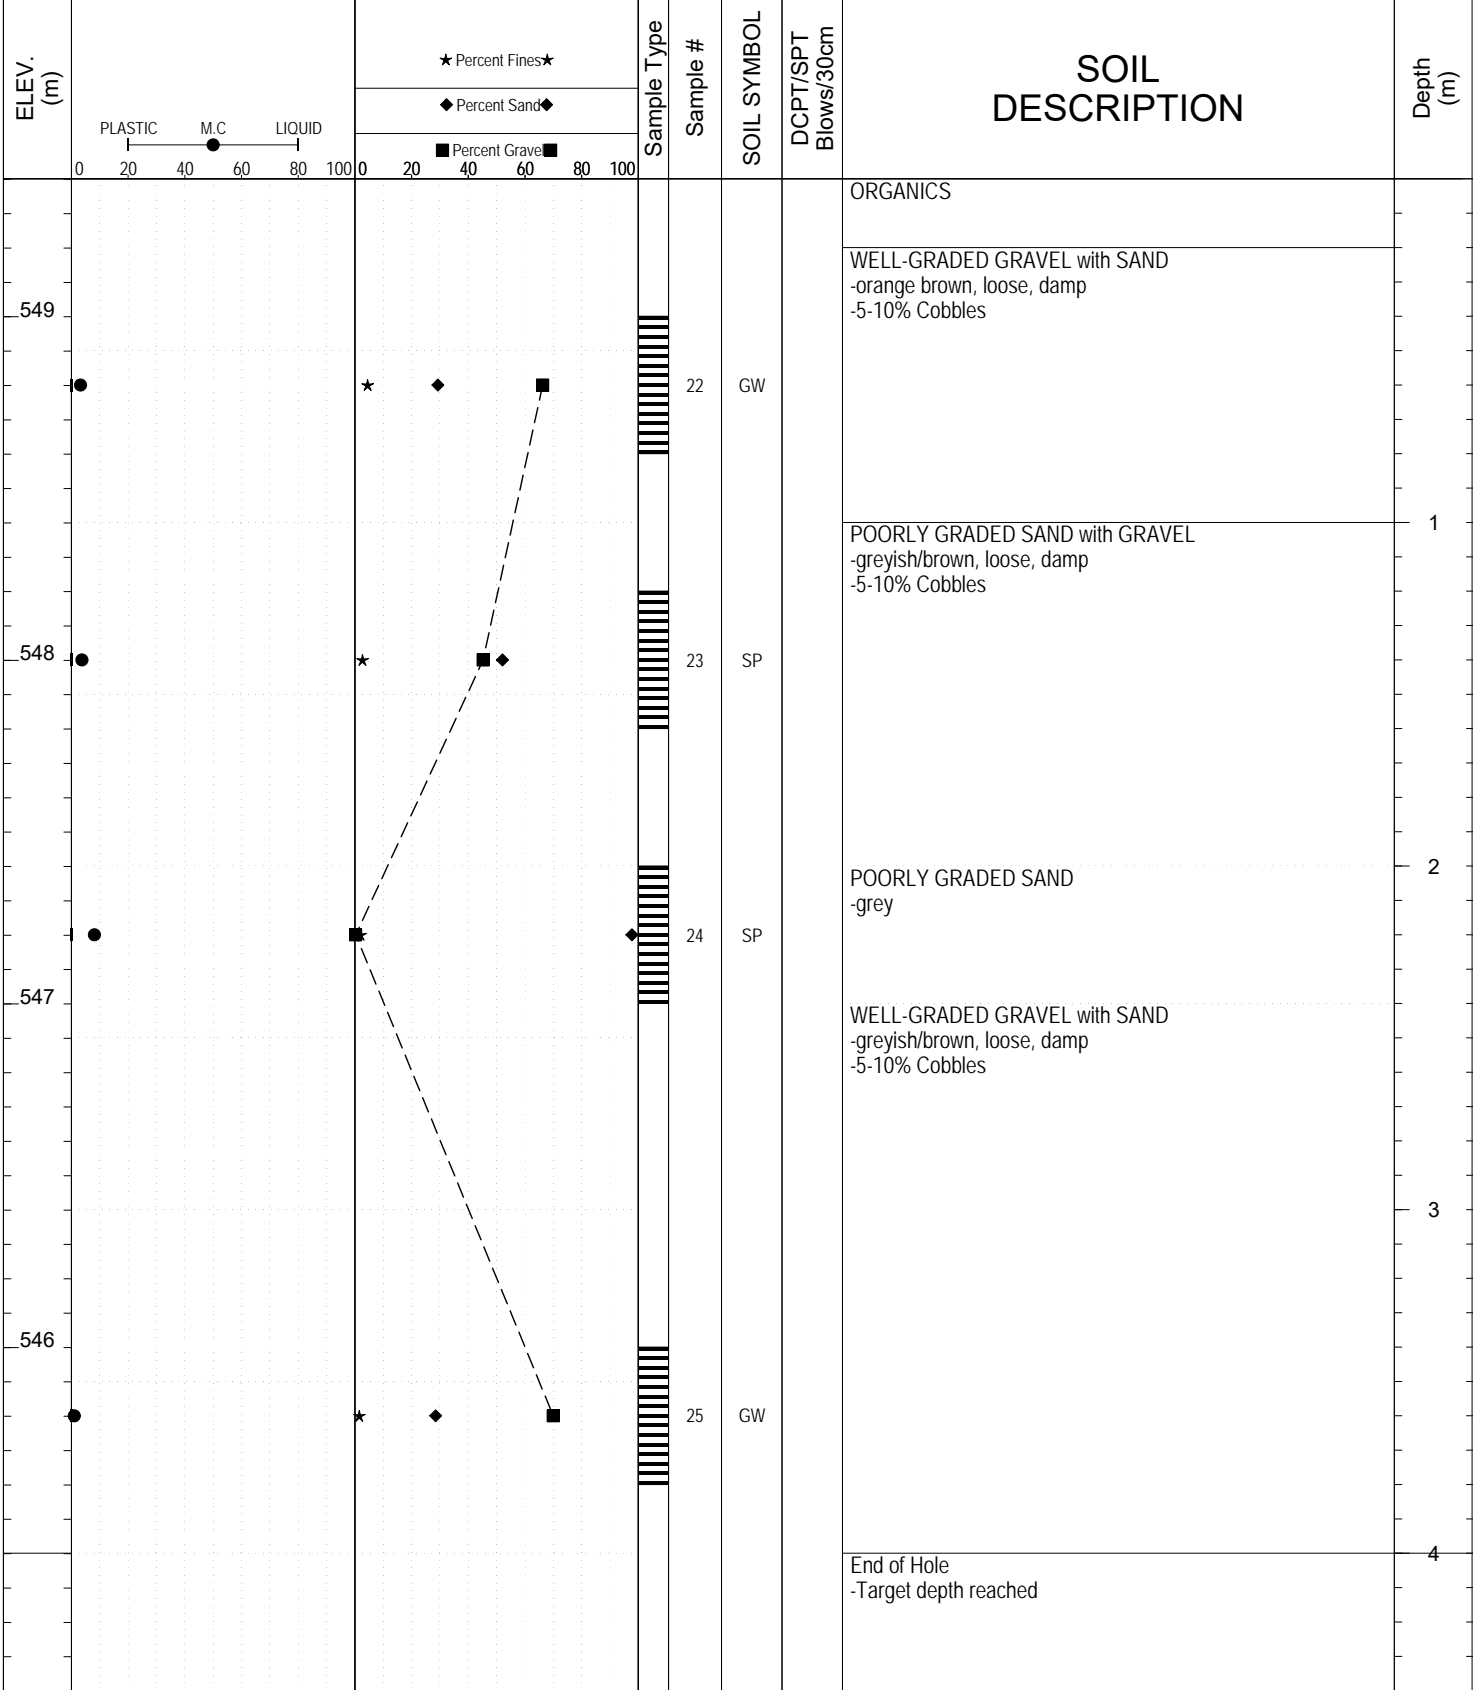 ELEV.
(m)
PLASTIC M.C LIQUID
0 20 40 60 80 100
Percent Fines
Percent Sand
Percent Gravel
0 20 40 60 80 100
Sample Type
Sample #
SOIL SYMBOL
DCPT/SPT
Blows/30cm
SOIL
DESCRIPTION
Depth
(m)
ORGANICS
WELL-GRADED GRAVEL with SAND
-orange brown, loose, damp
-5-10% Cobbles
549
22 GW
1
POORLY GRADED SAND with GRAVEL
-greyish/brown, loose, damp
-5-10% Cobbles
548
23 SP
2
POORLY GRADED SAND
-grey
24 SP
547
WELL-GRADED GRAVEL with SAND
-greyish/brown, loose, damp
-5-10% Cobbles
3
546
25 GW
4
End of Hole
-Target depth reached